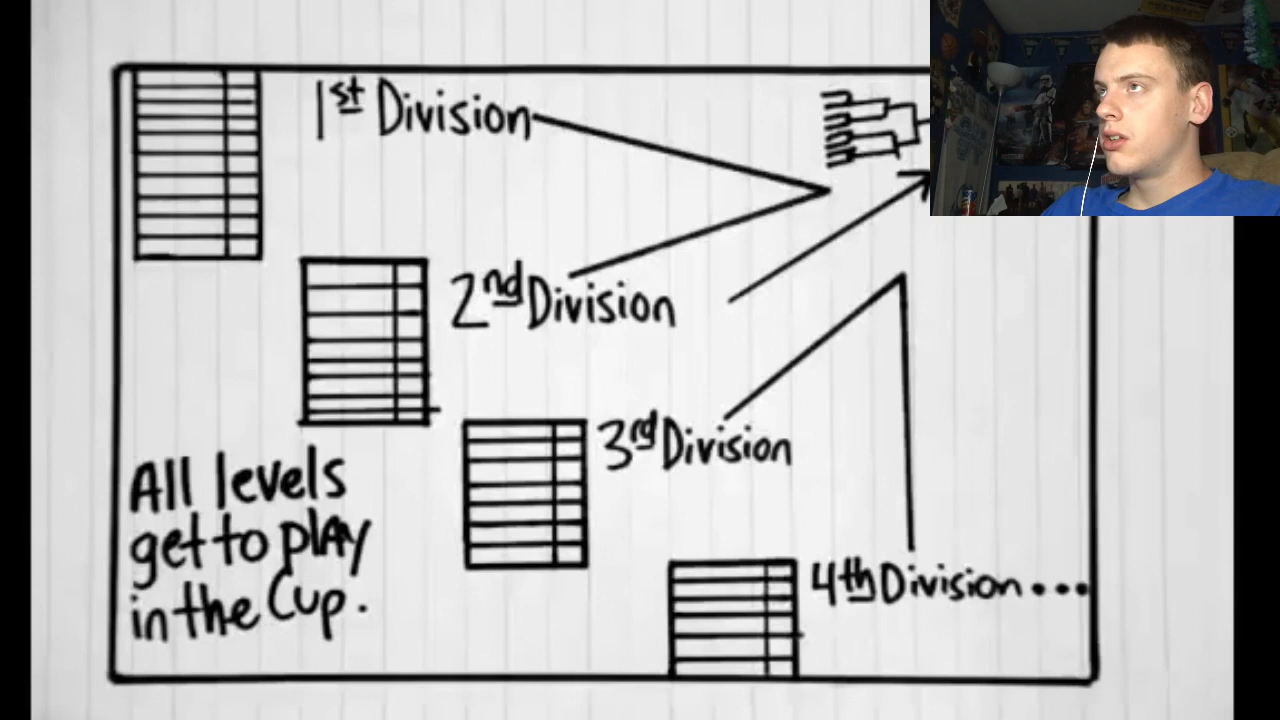 1st Division
2nd Division
3rd Division
4th Division...
All levels
get to play
in the Cup.